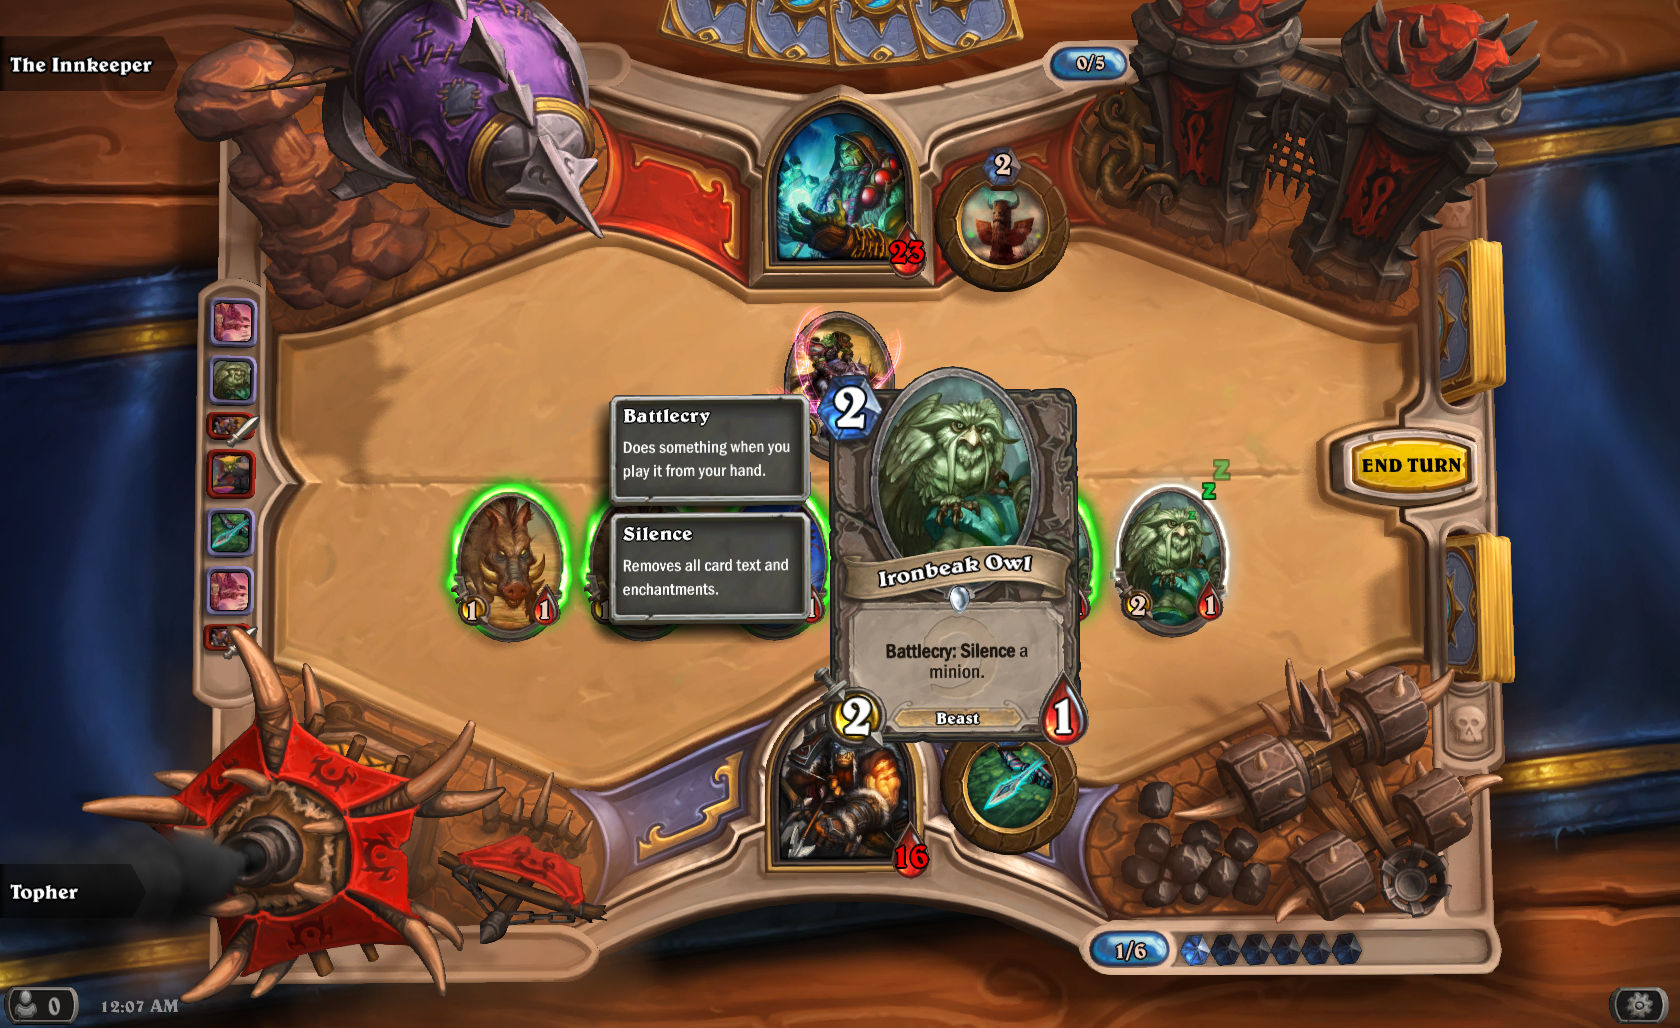 The Innkeeper
0/5
2
23
2
Battlecry
Does something when you
play it from your hand.
Silence
Removes all card text and
enchantments.
Ironbeak Owl
Battlecry: Silence a
minion.
2
Beast
1
END TURN
z
z
z
1
1
2
1
16
Topher
1/6
0
12:07 AM